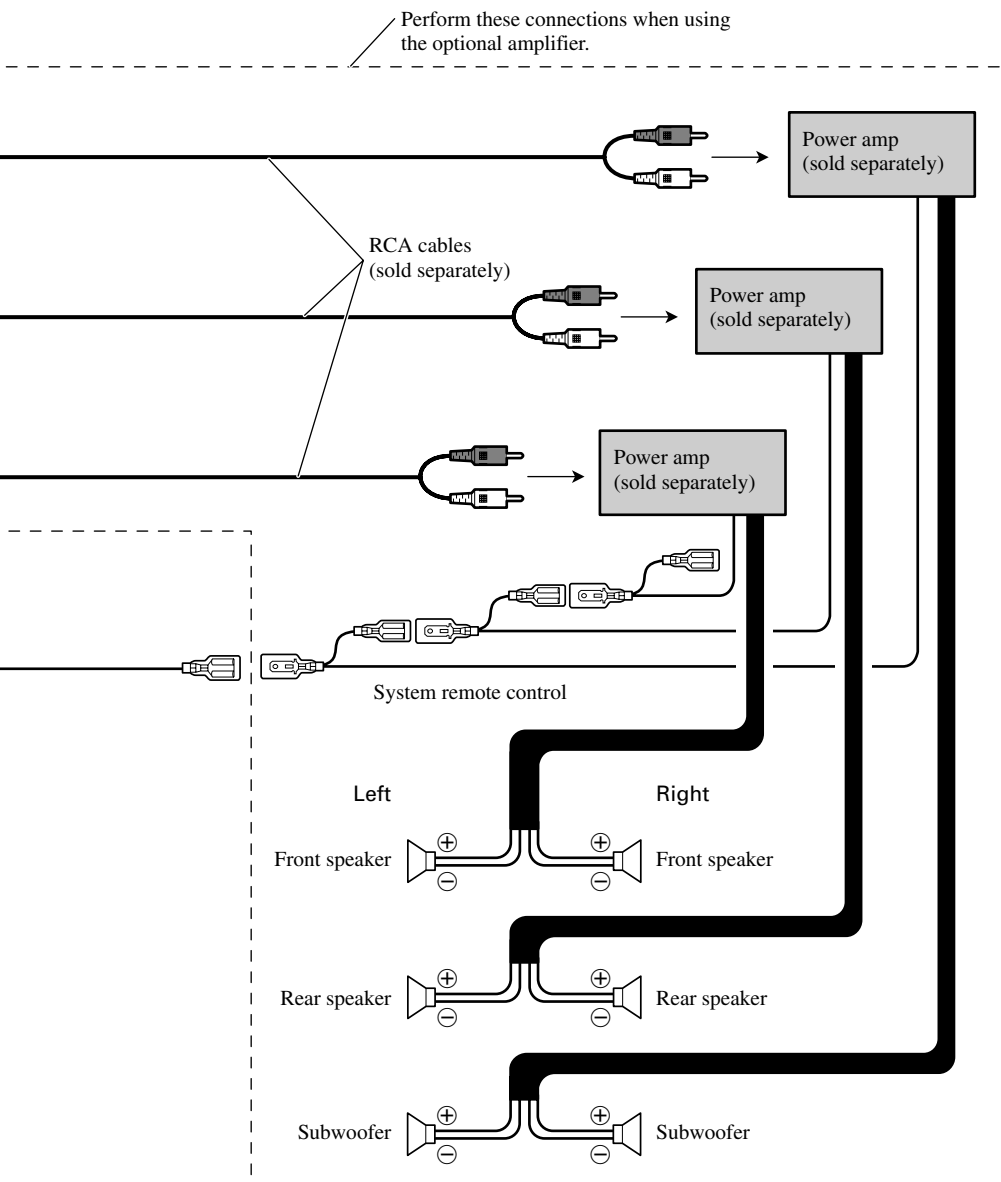 Perform these connections when using
the optional amplifier.
Power amp
(sold separately)
RCA cables
(sold separately)
Power amp
(sold separately)
Power amp
(sold separately)
System remote control
Left
Right
⊕ ⊕
Front speaker
Front speaker
⊖ ⊖
⊕ ⊕
Rear speaker
Rear speaker
⊖ ⊖
⊕ ⊕
Subwoofer
Subwoofer
⊖ ⊖